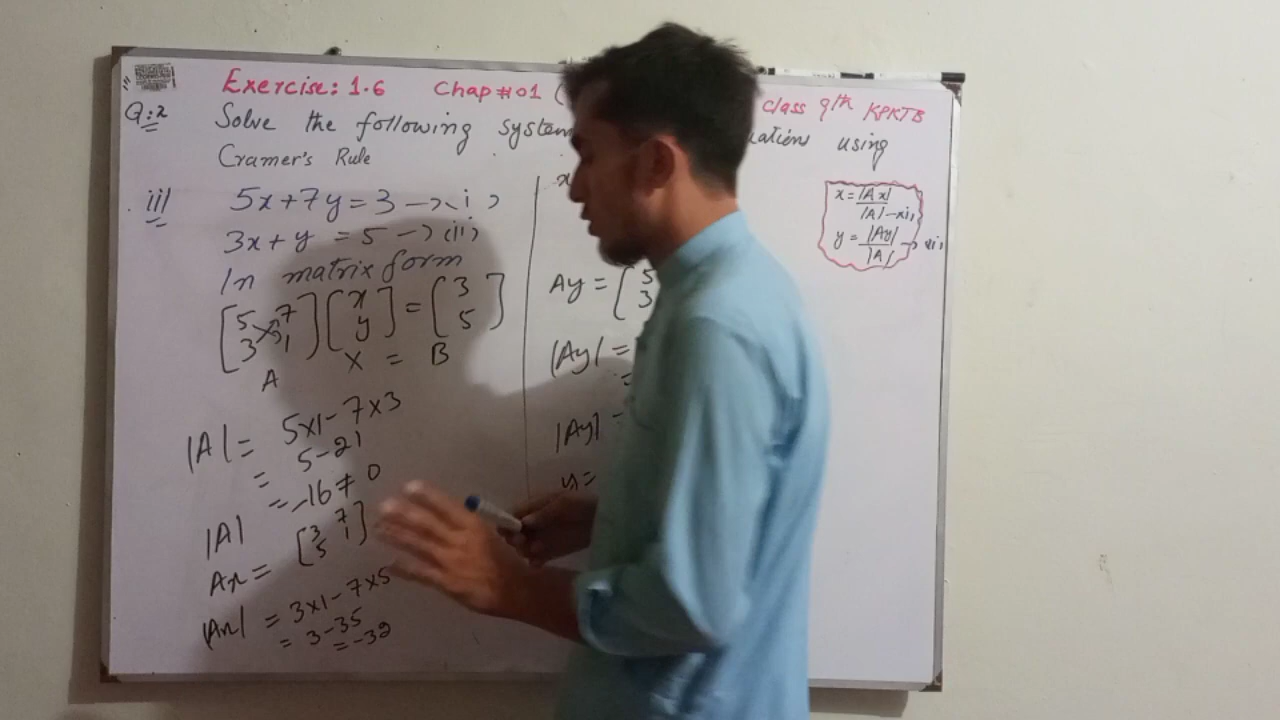 Exercise: 1.6 Chap #01 ( class 9th KPKTB
Q:2 Solve the following system uations using
Cramer's Rule
ii/ 5x+7y=3 → i)
3x+y =5 → (ii)
In matrix form
[5 7
3 1] [x
y] = [3
5]
A X = B
|A| = 5x1-7x3
= 5-21
|A| = -16 ≠ 0
Ax = [3 7
5 1]
|Ax| = 3x1-7x5
= 3-35
= -32
x
Ay = [5
3
|Ay| =
=
|Ay| =
y=
x = |Ax|
|A|
y = |Ay|
|A|